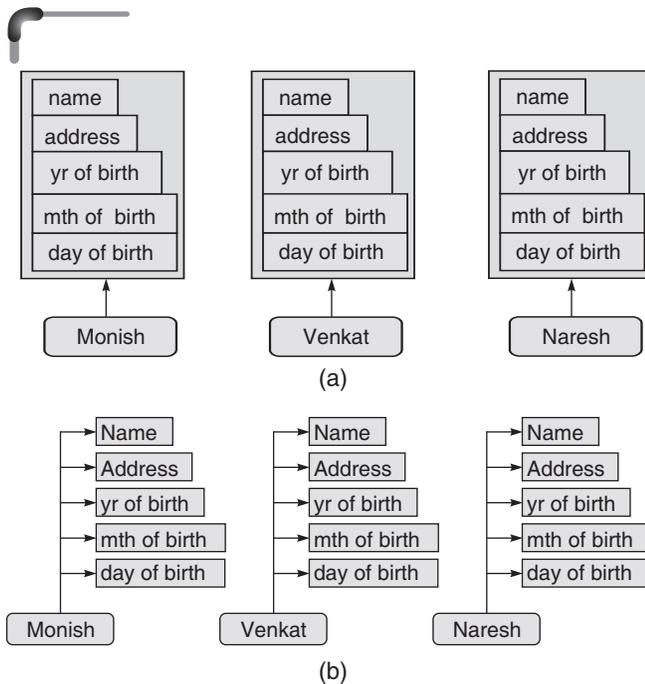 name name name
address address address
yr of birth yr of birth yr of birth
mth of birth mth of birth mth of birth
day of birth day of birth day of birth
Monish Venkat Naresh
(a)
Name Name Name
Address Address Address
yr of birth yr of birth yr of birth
mth of birth mth of birth mth of birth
day of birth day of birth day of birth
Monish Venkat Naresh
(b)